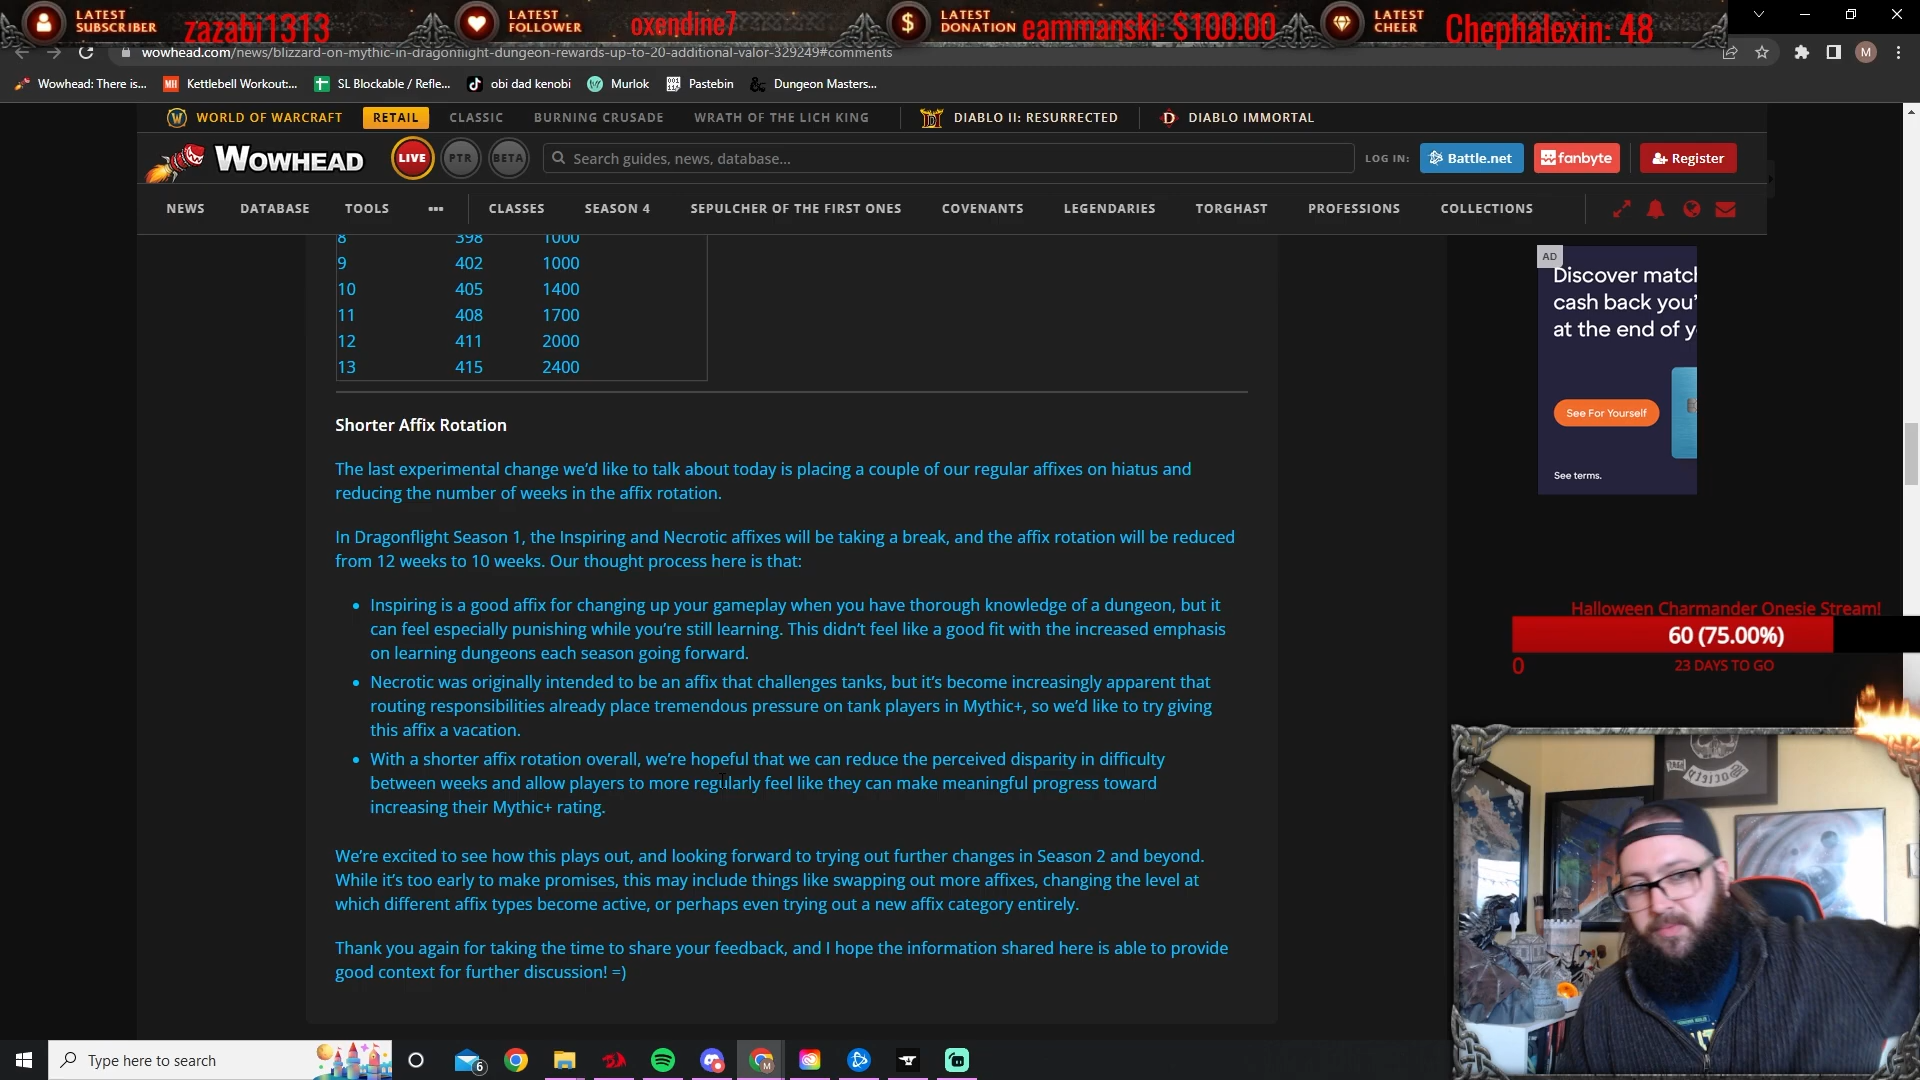 LATEST SUBSCRIBER
zazabi1313
LATEST FOLLOWER
oxendine7
LATEST DONATION
eammanski: $100.00
LATEST CHEER
Chephalexin: 48
wowhead.com/news/blizzard-on-mythic-in-dragonflight-dungeon-rewards-up-to-20-additional-valor-329249#comments
M
Wowhead: There is...
MH
Kettlebell Workout:...
SL Blockable / Refle...
obi dad kenobi
Murlok
Pastebin
Dungeon Masters...
WORLD OF WARCRAFT
RETAIL
CLASSIC
BURNING CRUSADE
WRATH OF THE LICH KING
DIABLO II: RESURRECTED
DIABLO IMMORTAL
WOWHEAD
LIVE
PTR
BETA
Search guides, news, database...
LOG IN:
Battle.net
fanbyte
Register
NEWS
DATABASE
TOOLS
•••
CLASSES
SEASON 4
SEPULCHER OF THE FIRST ONES
COVENANTS
LEGENDARIES
TORGHAST
PROFESSIONS
COLLECTIONS
8 398 1000
9 402 1000
10 405 1400
11 408 1700
12 411 2000
13 415 2400
AD
Discover match
cash back you'
at the end of y
See For Yourself
See terms.
Shorter Affix Rotation
The last experimental change we'd like to talk about today is placing a couple of our regular affixes on hiatus and
reducing the number of weeks in the affix rotation.
In Dragonflight Season 1, the Inspiring and Necrotic affixes will be taking a break, and the affix rotation will be reduced
from 12 weeks to 10 weeks. Our thought process here is that:
• Inspiring is a good affix for changing up your gameplay when you have thorough knowledge of a dungeon, but it
can feel especially punishing while you're still learning. This didn't feel like a good fit with the increased emphasis
on learning dungeons each season going forward.
• Necrotic was originally intended to be an affix that challenges tanks, but it's become increasingly apparent that
routing responsibilities already place tremendous pressure on tank players in Mythic+, so we'd like to try giving
this affix a vacation.
• With a shorter affix rotation overall, we're hopeful that we can reduce the perceived disparity in difficulty
between weeks and allow players to more regularly feel like they can make meaningful progress toward
increasing their Mythic+ rating.
We're excited to see how this plays out, and looking forward to trying out further changes in Season 2 and beyond.
While it's too early to make promises, this may include things like swapping out more affixes, changing the level at
which different affix types become active, or perhaps even trying out a new affix category entirely.
Thank you again for taking the time to share your feedback, and I hope the information shared here is able to provide
good context for further discussion! =)
Halloween Charmander Onesie Stream!
60 (75.00%)
0
23 DAYS TO GO
SOCIETY
Type here to search
6